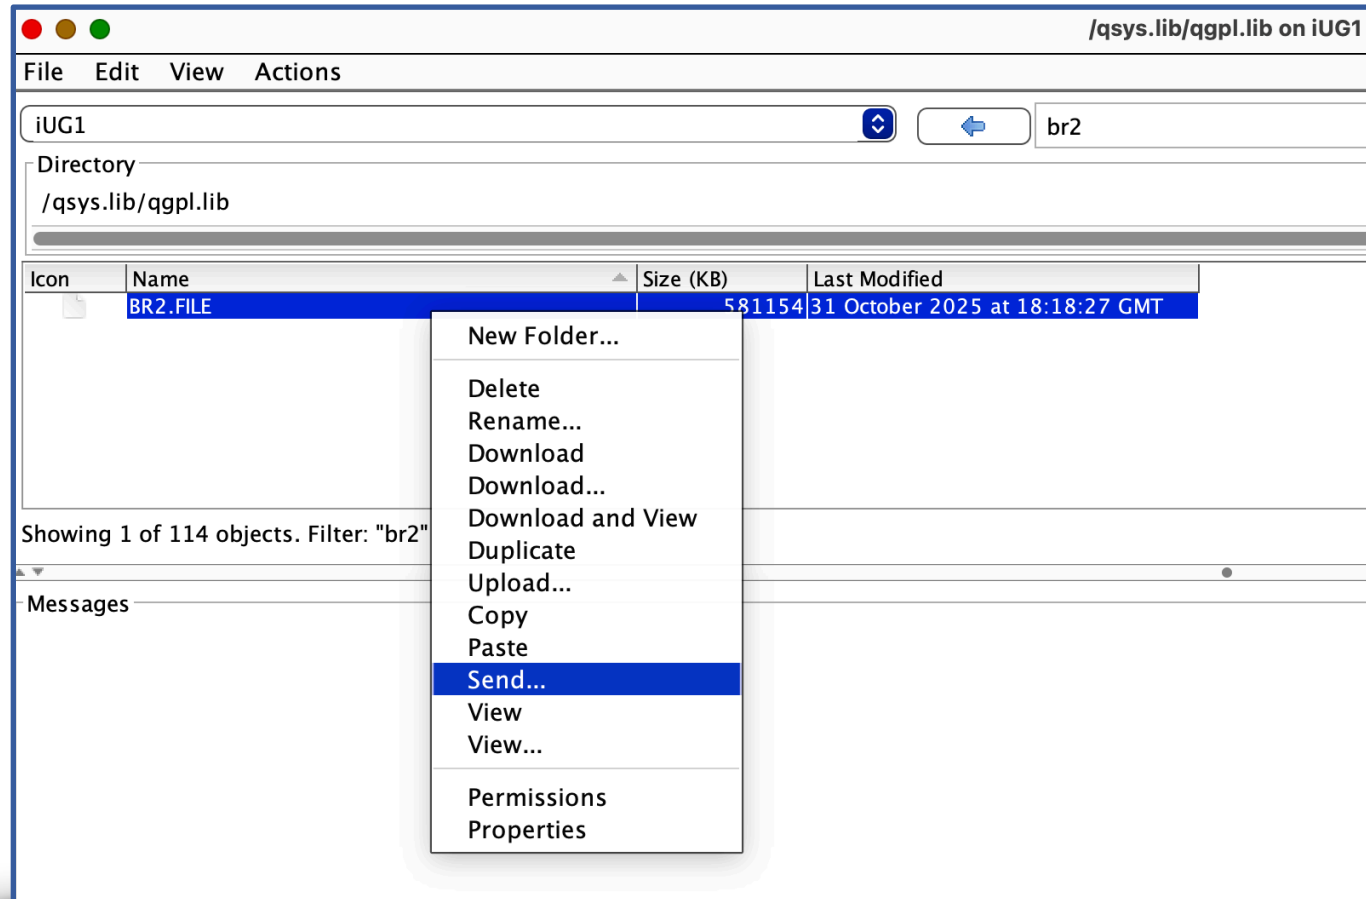 /qsys.lib/qgpl.lib on iUG1
File Edit View Actions
iUG1
br2
Directory
/qsys.lib/qgpl.lib
Icon Name Size (KB) Last Modified
BR2.FILE 581154 31 October 2025 at 18:18:27 GMT
New Folder...
Delete
Rename...
Download
Download...
Download and View
Duplicate
Upload...
Copy
Paste
Send...
View
View...
Permissions
Properties
Showing 1 of 114 objects. Filter: "br2"
Messages